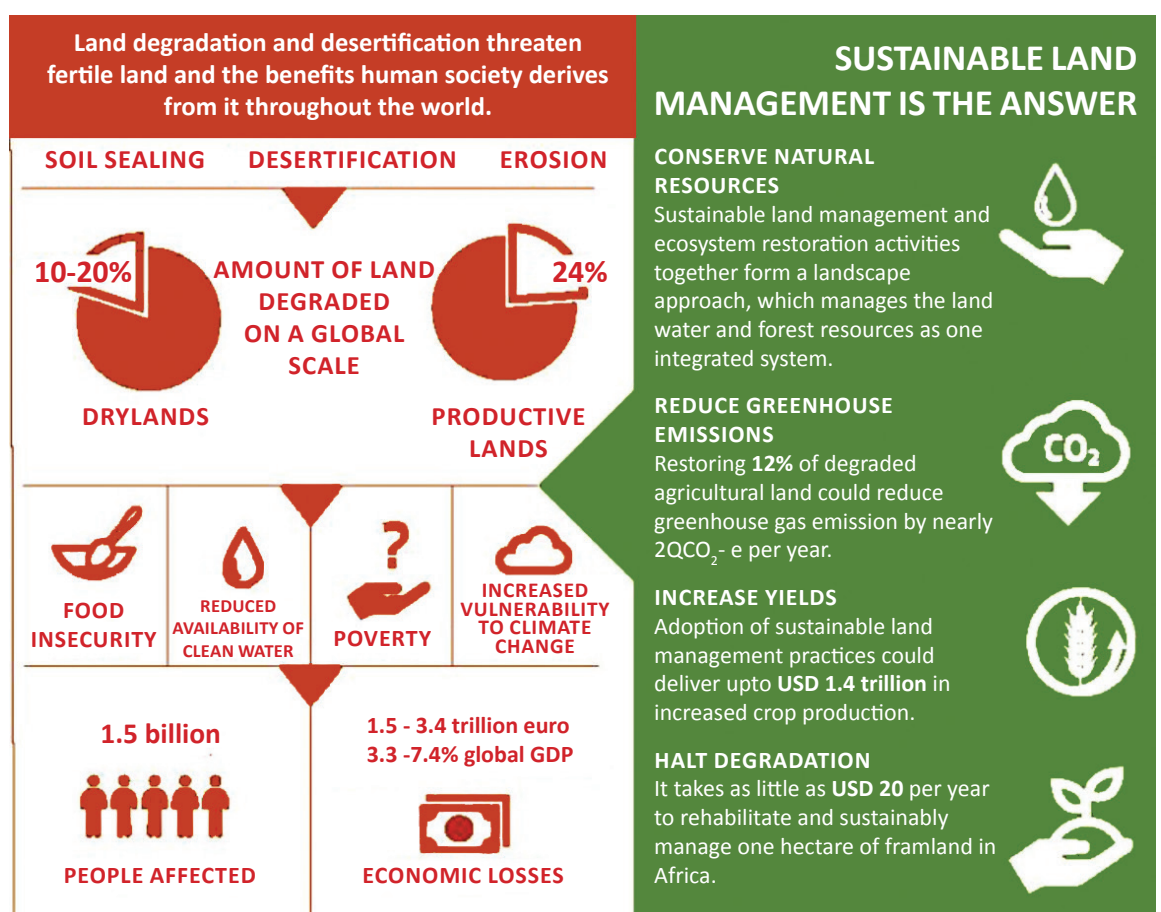 Land degradation and desertification threaten
fertile land and the benefits human society derives
from it throughout the world.
SOIL SEALING DESERTIFICATION EROSION
10-20%
AMOUNT OF LAND
DEGRADED
ON A GLOBAL
SCALE
24%
DRYLANDS
PRODUCTIVE
LANDS
FOOD
INSECURITY
REDUCED
AVAILABILITY OF
CLEAN WATER
?
POVERTY
INCREASED
VULNERABILITY
TO CLIMATE
CHANGE
1.5 billion
PEOPLE AFFECTED
1.5 - 3.4 trillion euro
3.3 -7.4% global GDP
ECONOMIC LOSSES
SUSTAINABLE LAND
MANAGEMENT IS THE ANSWER
CONSERVE NATURAL
RESOURCES
Sustainable land management and
ecosystem restoration activities
together form a landscape
approach, which manages the land
water and forest resources as one
integrated system.
REDUCE GREENHOUSE
EMISSIONS
Restoring 12% of degraded
agricultural land could reduce
greenhouse gas emission by nearly
2QCO₂- e per year.
CO₂
INCREASE YIELDS
Adoption of sustainable land
management practices could
deliver upto USD 1.4 trillion in
increased crop production.
HALT DEGRADATION
It takes as little as USD 20 per year
to rehabilitate and sustainably
manage one hectare of framland in
Africa.